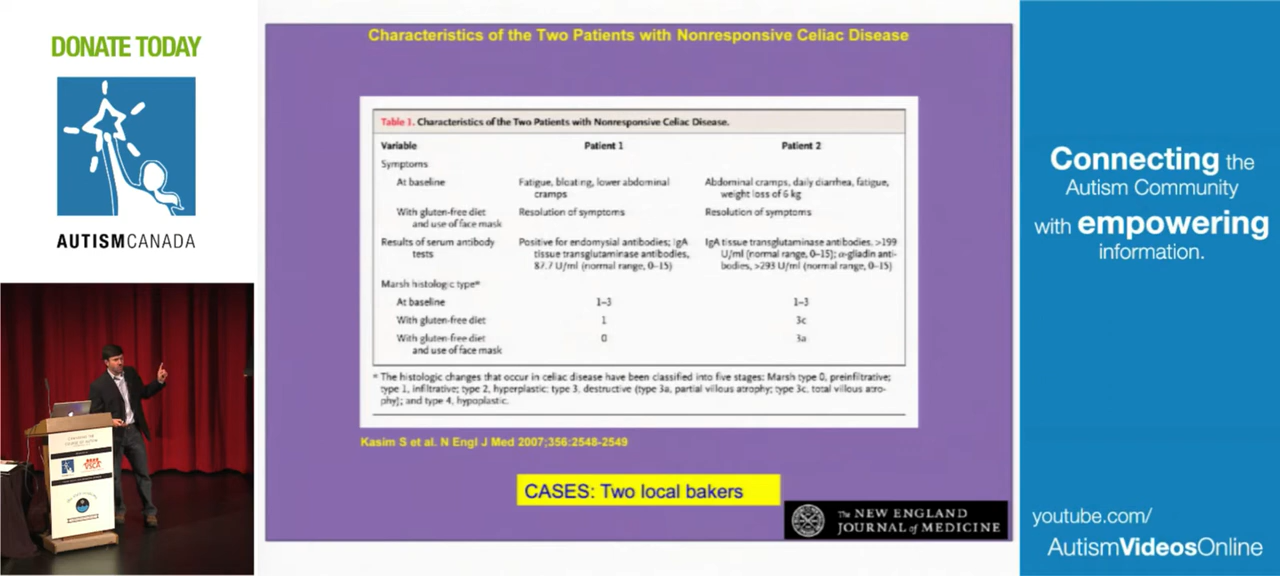 DONATE TODAY
AUTISMCANADA
Characteristics of the Two Patients with Nonresponsive Celiac Disease
Table 1. Characteristics of the Two Patients with Nonresponsive Celiac Disease.
Variable Patient 1 Patient 2
Symptoms
At baseline Fatigue, bloating, lower abdominal Abdominal cramps, daily diarrhea, fatigue,
cramps weight loss of 6 kg
With gluten-free diet Resolution of symptoms Resolution of symptoms
and use of face mask
Results of serum antibody Positive for endomysial antibodies; IgA IgA tissue transglutaminase antibodies, >199
tests tissue transglutaminase antibodies, U/ml (normal range, 0–15); α-gliadin anti-
87.7 U/ml (normal range, 0–15) bodies, >293 U/ml (normal range, 0–15)
Marsh histologic type*
At baseline 1–3 1–3
With gluten-free diet 1 3c
With gluten-free diet 0 3a
and use of face mask
* The histologic changes that occur in celiac disease have been classified into five stages: Marsh type 0, preinfiltrative;
type 1, infiltrative; type 2, hyperplastic; type 3, destructive (type 3a, partial villous atrophy; type 3c, total villous atro-
phy); and type 4, hypoplastic.
Kasim S et al. N Engl J Med 2007;356:2548-2549
CASES: Two local bakers
The NEW ENGLAND
JOURNAL of MEDICINE
Connecting the
Autism Community
with empowering
information.
youtube.com/
AutismVideosOnline